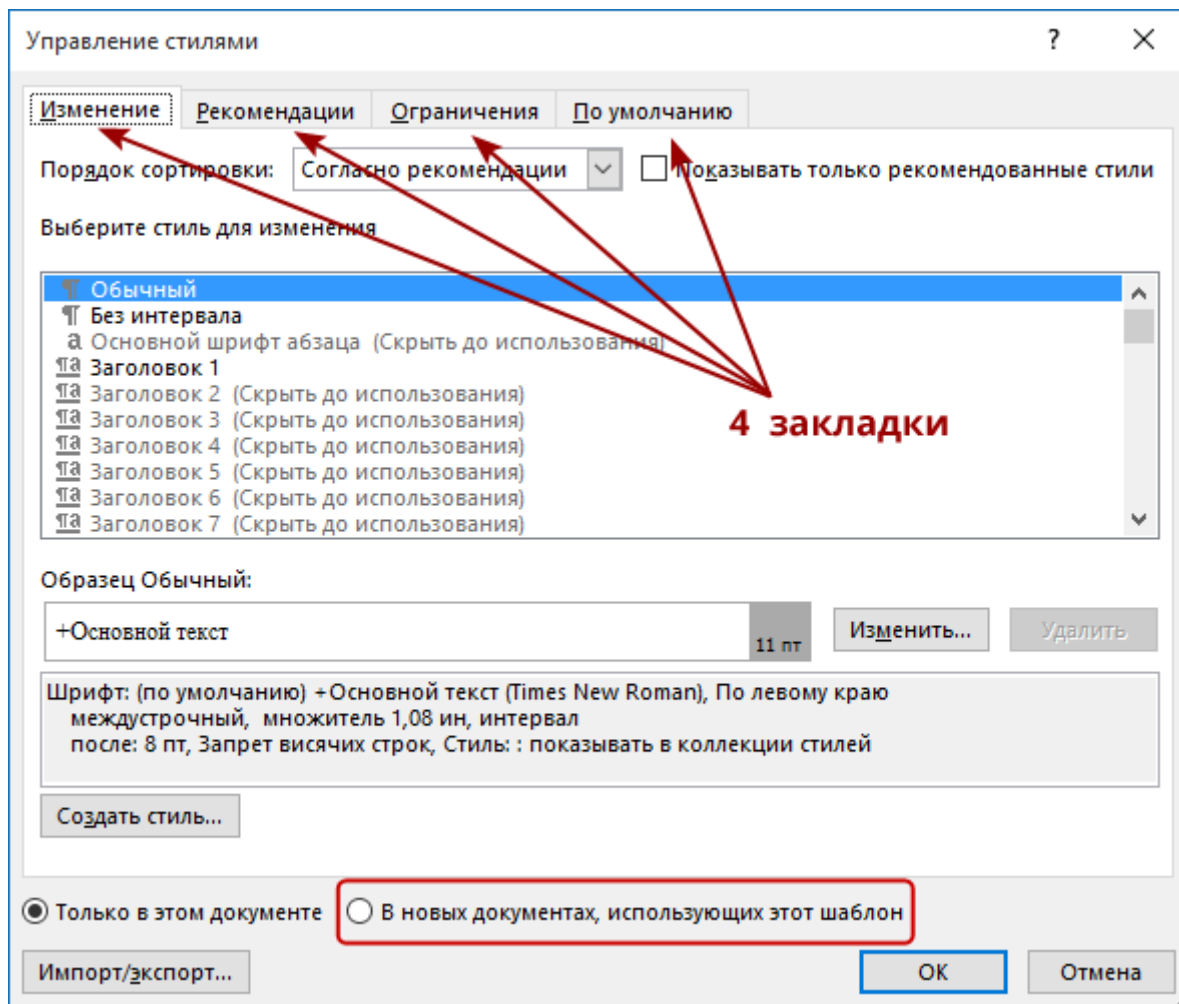 Управление стилями ?
Изменение Рекомендации Ограничения По умолчанию
Порядок сортировки: Согласно рекомендации Показывать только рекомендованные стили
Выберите стиль для изменения
¶ Обычный
¶ Без интервала
a Основной шрифт абзаца (Скрыть до использования)
¶a Заголовок 1
¶a Заголовок 2 (Скрыть до использования)
¶a Заголовок 3 (Скрыть до использования)
¶a Заголовок 4 (Скрыть до использования)
¶a Заголовок 5 (Скрыть до использования)
¶a Заголовок 6 (Скрыть до использования)
¶a Заголовок 7 (Скрыть до использования)
4 закладки
Образец Обычный:
+Основной текст 11 пт Изменить... Удалить
Шрифт: (по умолчанию) +Основной текст (Times New Roman), По левому краю
междустрочный, множитель 1,08 ин, интервал
после: 8 пт, Запрет висячих строк, Стиль: : показывать в коллекции стилей
Создать стиль...
Только в этом документе В новых документах, использующих этот шаблон
Импорт/экспорт... ОК Отмена